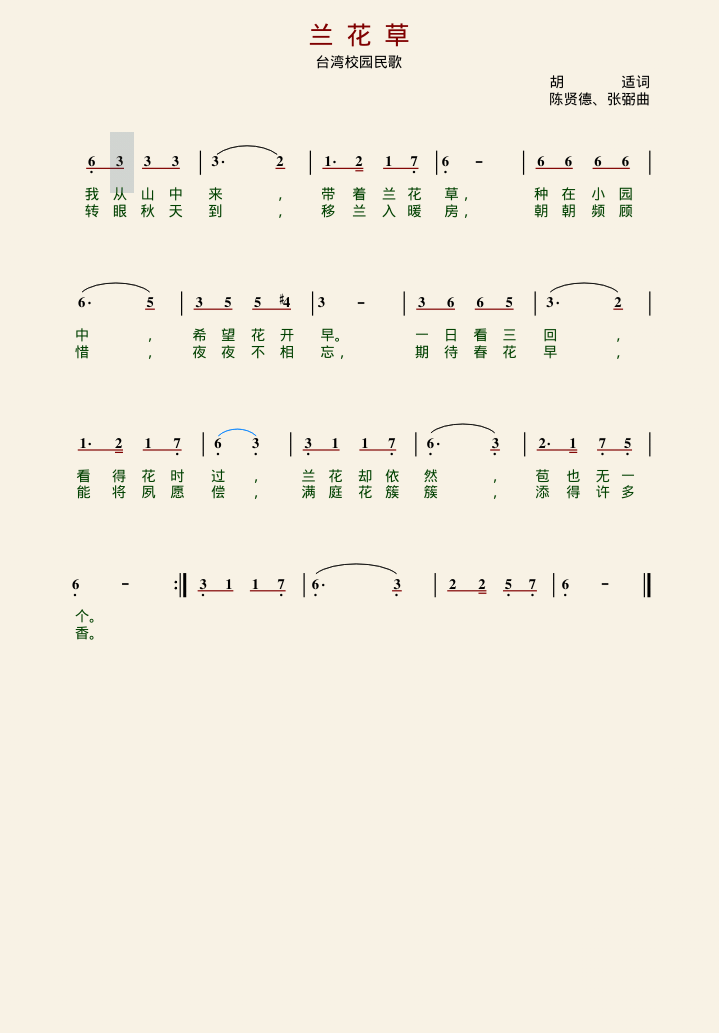 兰花草
台湾校园民歌
胡 适词
陈贤德、张弼曲
6 3 3 3 | 3· 2 | 1· 2 1 7 | 6 – | 6 6 6 6 |
我 从 山 中 来 , 带 着 兰 花 草, 种 在 小 园
转 眼 秋 天 到 , 移 兰 入 暖 房, 朝 朝 频 顾
6· 5 | 3 5 5 ♯4 | 3 – | 3 6 6 5 | 3· 2 |
中 , 希 望 花 开 早。 一 日 看 三 回 ,
惜 , 夜 夜 不 相 忘, 期 待 春 花 早 ,
1· 2 1 7 | 6 3 | 3 1 1 7 | 6· 3 | 2· 1 7 5 |
看 得 花 时 过 , 兰 花 却 依 然 , 苞 也 无 一
能 将 夙 愿 偿 , 满 庭 花 簇 簇 , 添 得 许 多
6 – :| 3 1 1 7 | 6· 3 | 2 2 5 7 | 6 – |
个。
香。